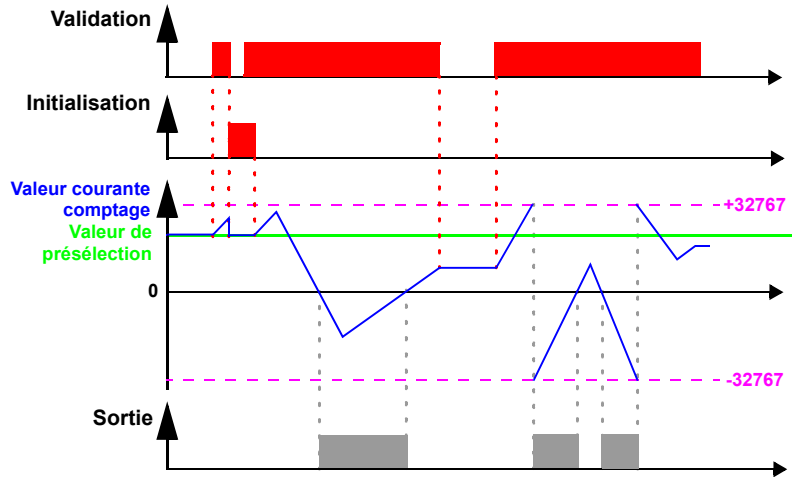 Validation
Initialisation
Valeur courante
comptage
+32767
Valeur de
présélection
0
-32767
Sortie